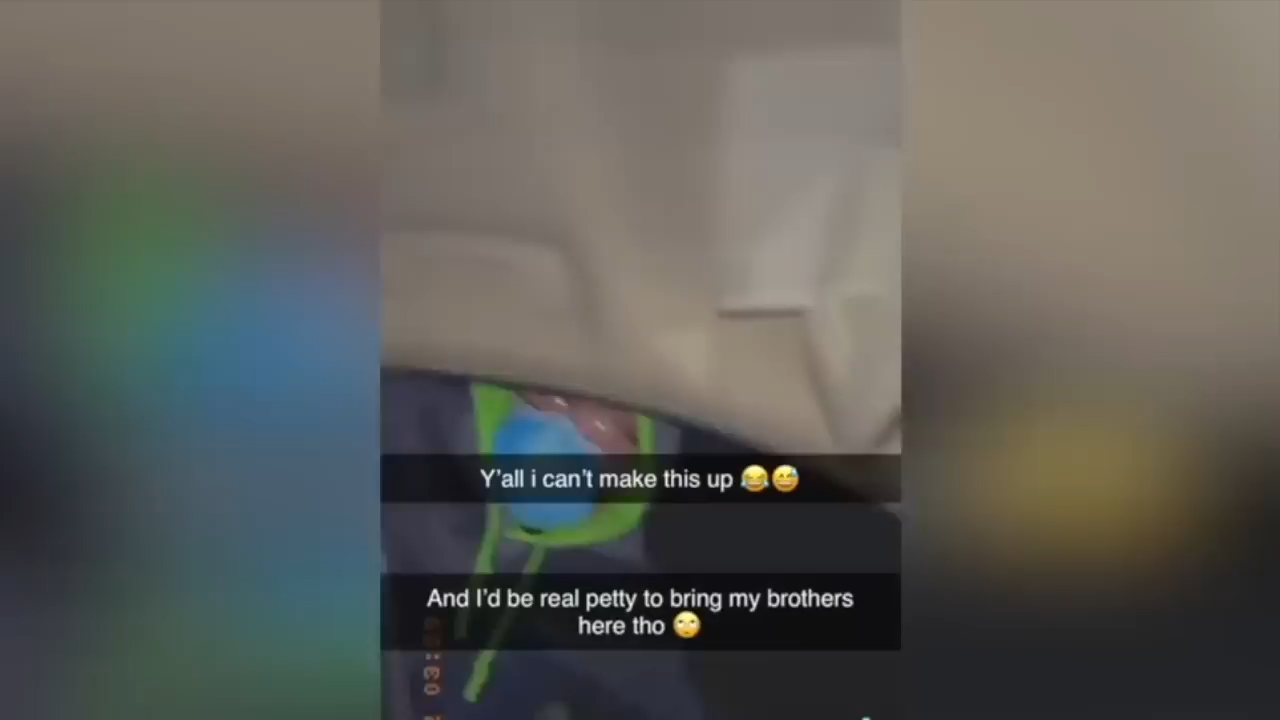 Y'all i can't make this up 😂😅
And I'd be real petty to bring my brothers
here tho 🙄